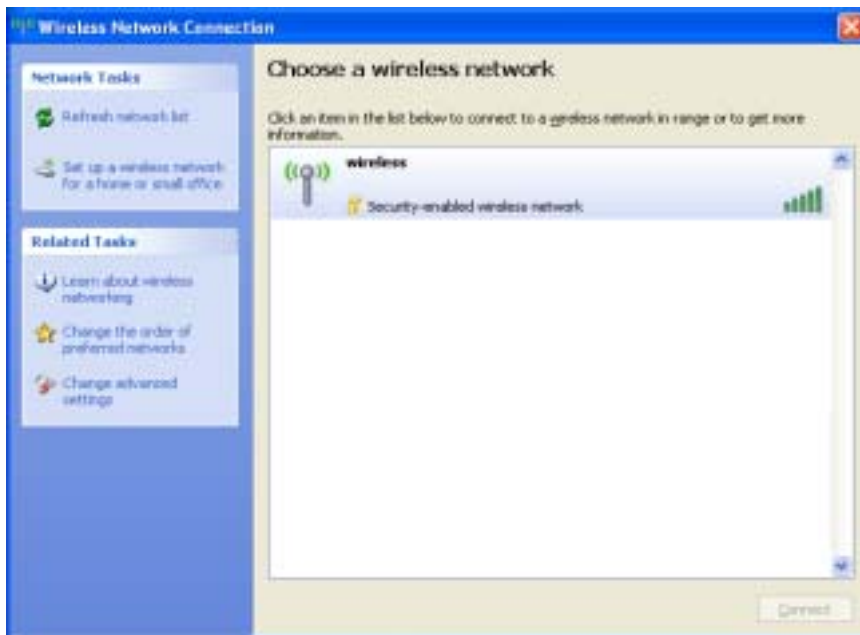 Wireless Network Connection
Network Tasks
Refresh network list
Set up a wireless network
for a home or small office
Related Tasks
Learn about wireless
networking
Change the order of
preferred networks
Change advanced
settings
Choose a wireless network
Click an item in the list below to connect to a wireless network in range or to get more
information.
wireless
Security-enabled wireless network
Connect